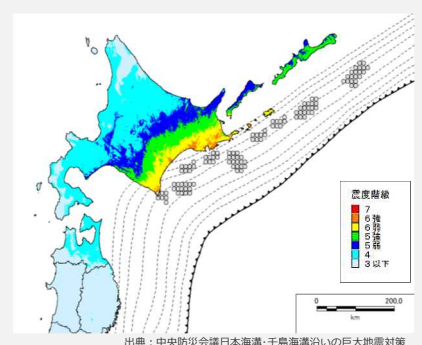 震度階級
7
6強
6弱
5強
5弱
4
3以下
0 200.0
km
出典：中央防災会議日本海溝・千島海溝沿いの巨大地震対策